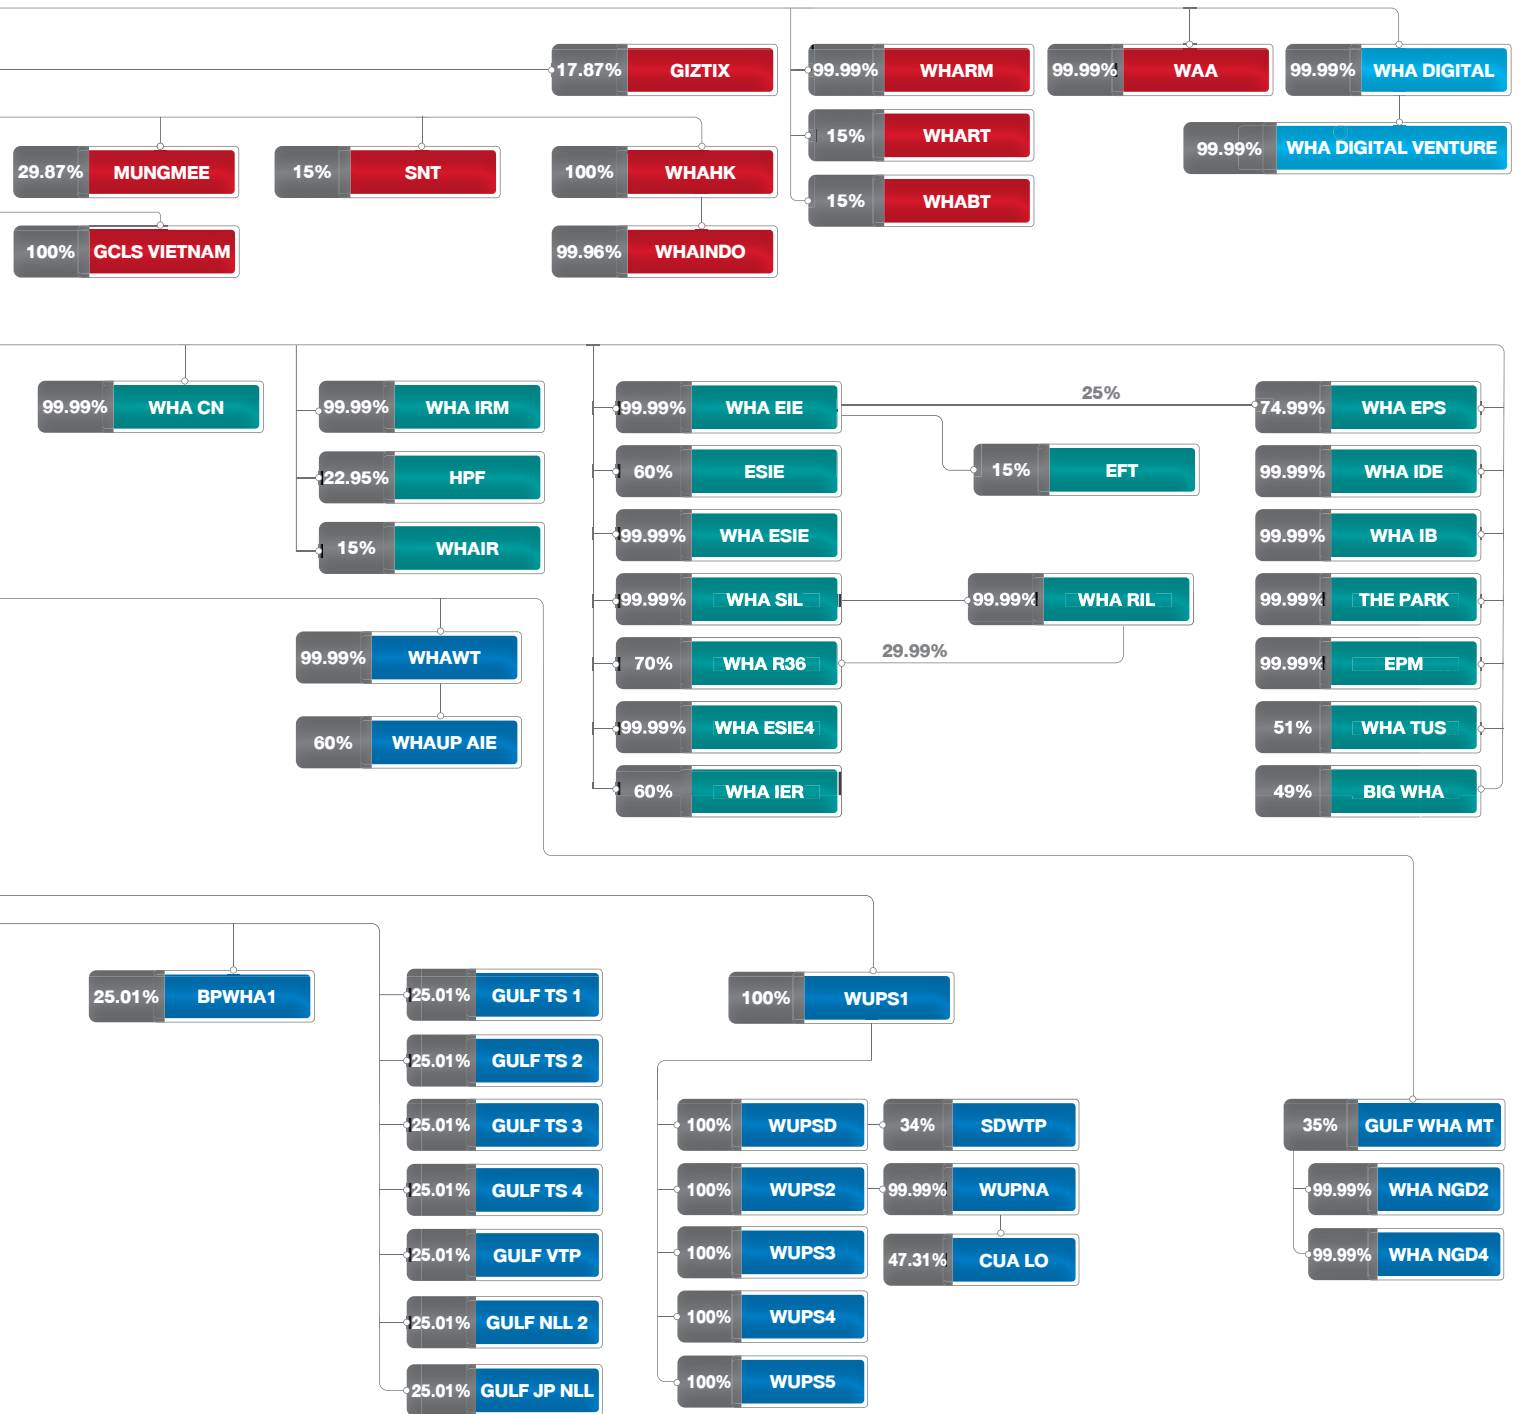 17.87% GIZTIX
99.99% WHARM
99.99% WAA
99.99% WHA DIGITAL
15% WHART
99.99% WHA DIGITAL VENTURE
29.87% MUNGMEE
15% SNT
100% WHAHK
15% WHABT
100% GCLS VIETNAM
99.96% WHAINDO
99.99% WHA CN
99.99% WHA IRM
99.99% WHA EIE
25%
74.99% WHA EPS
22.95% HPF
60% ESIE
15% EFT
99.99% WHA IDE
15% WHAIR
99.99% WHA ESIE
99.99% WHA IB
99.99% WHA SIL
99.99% WHA RIL
99.99% THE PARK
99.99% WHAWT
70% WHA R36
29.99%
99.99% EPM
60% WHAUP AIE
99.99% WHA ESIE4
51% WHA TUS
60% WHA IER
49% BIG WHA
25.01% BPWHA1
25.01% GULF TS 1
100% WUPS1
25.01% GULF TS 2
25.01% GULF TS 3
100% WUPSD
34% SDWTP
35% GULF WHA MT
25.01% GULF TS 4
100% WUPS2
99.99% WUPNA
99.99% WHA NGD2
25.01% GULF VTP
100% WUPS3
47.31% CUA LO
99.99% WHA NGD4
25.01% GULF NLL 2
100% WUPS4
25.01% GULF JP NLL
100% WUPS5